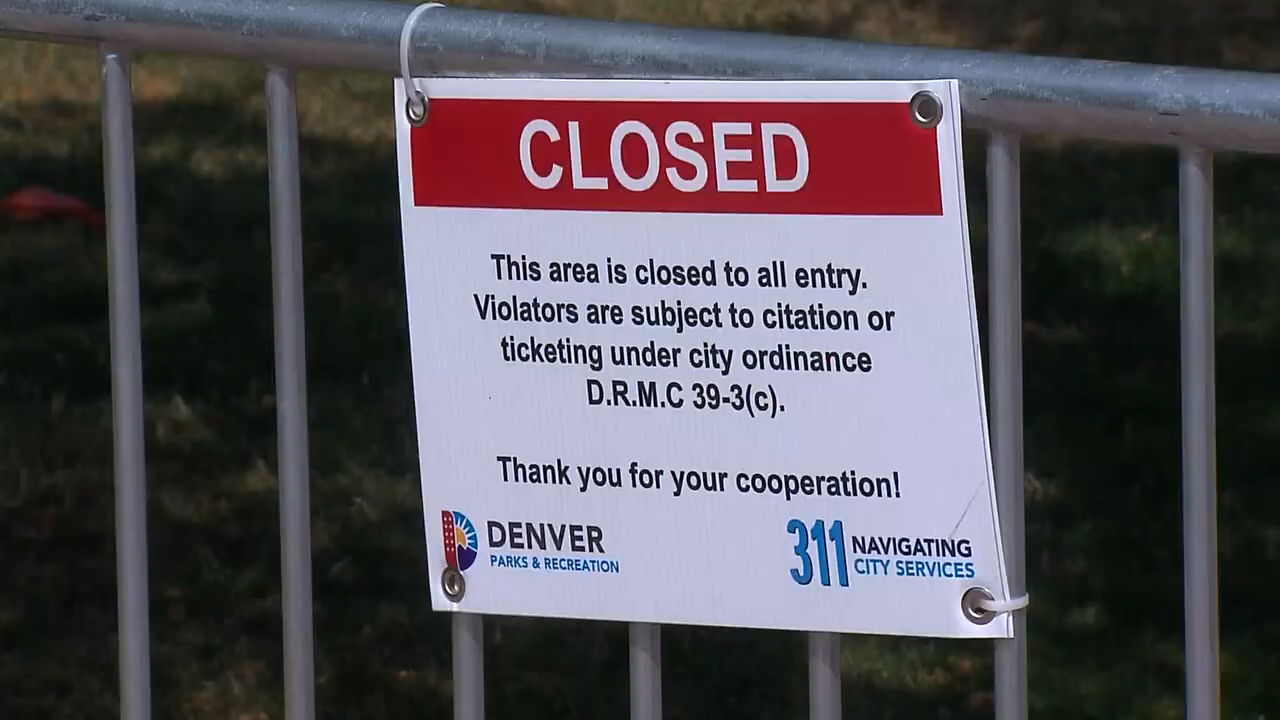 CLOSED
This area is closed to all entry.
Violators are subject to citation or
ticketing under city ordinance
D.R.M.C 39-3(c).
Thank you for your cooperation!
DENVER
PARKS & RECREATION
311 NAVIGATING
CITY SERVICES